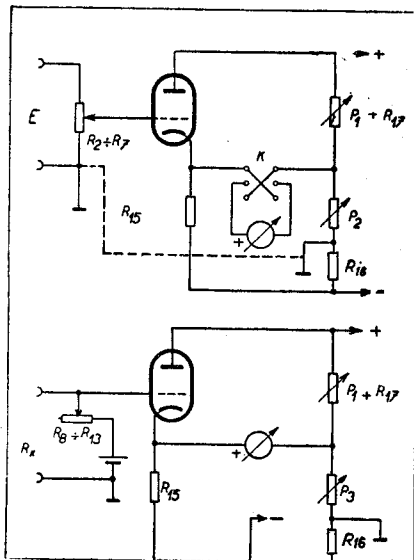 +
E
P1 + R17
R2÷R7
K
R15
P2
+
R16
-
+
P1 + R17
R8÷R13
Rx
+
R15
P3
-
R16